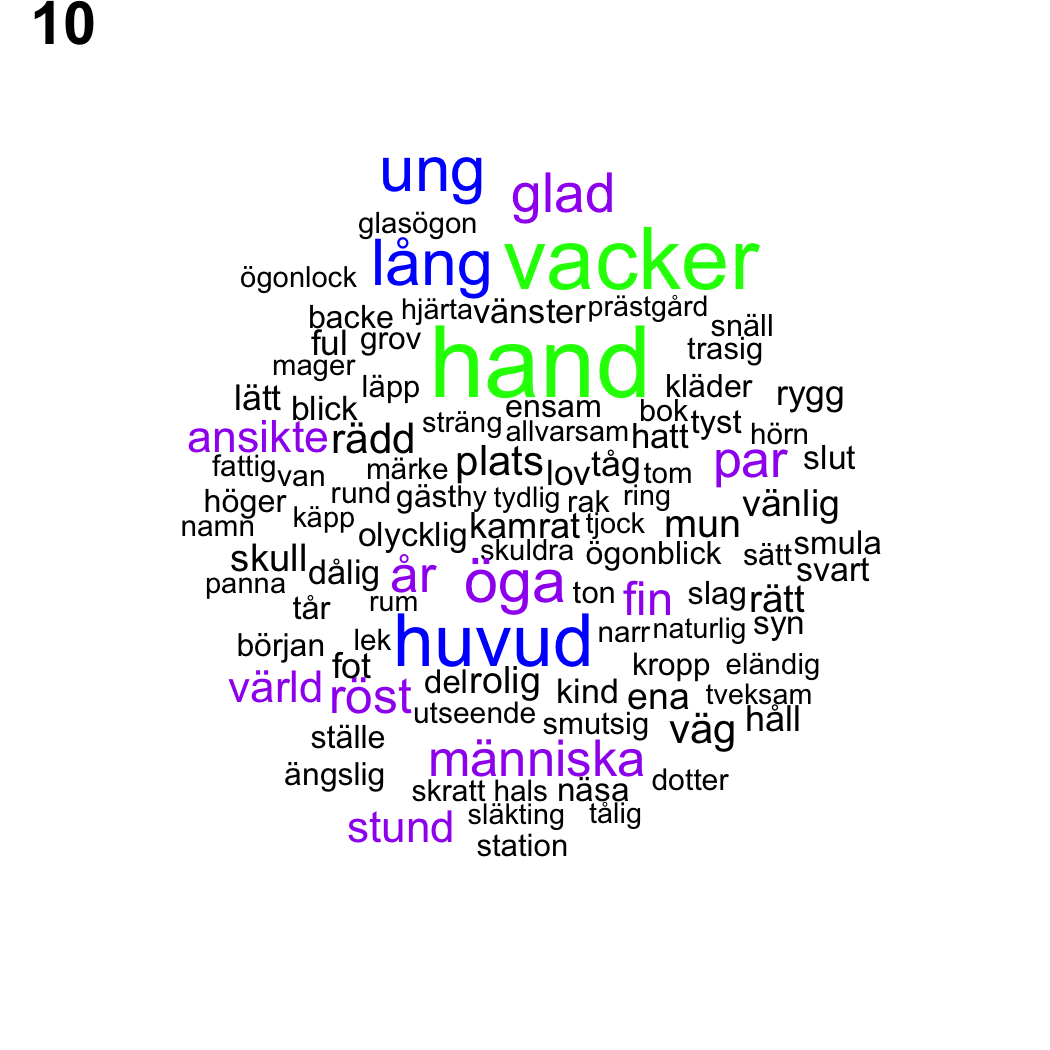 10
ung glad
glasögon
lång vacker
ögonlock
backe hjärta vänster prästgård
ful grov hand snäll
mager trasig
lätt läpp kläder rygg
blick ensam bok
ansikte rädd sträng allvarsam hatt tyst hörn
fattig van märke plats lov tåg tom par slut
höger rund gäst hy tydlig rak ring vänlig
namn käpp olycklig kamrat tjock mun
skull skuldra ögonblick sätt smula
panna dålig år öga svart
tår rum ton fin slag rätt
början lek huvud narr naturlig syn
fot kropp eländig
värld röst del rolig kind ena tveksam
utseende smutsig väg håll
ställe människa
ängslig skratt hals näsa dotter
stund släkting tålig
station